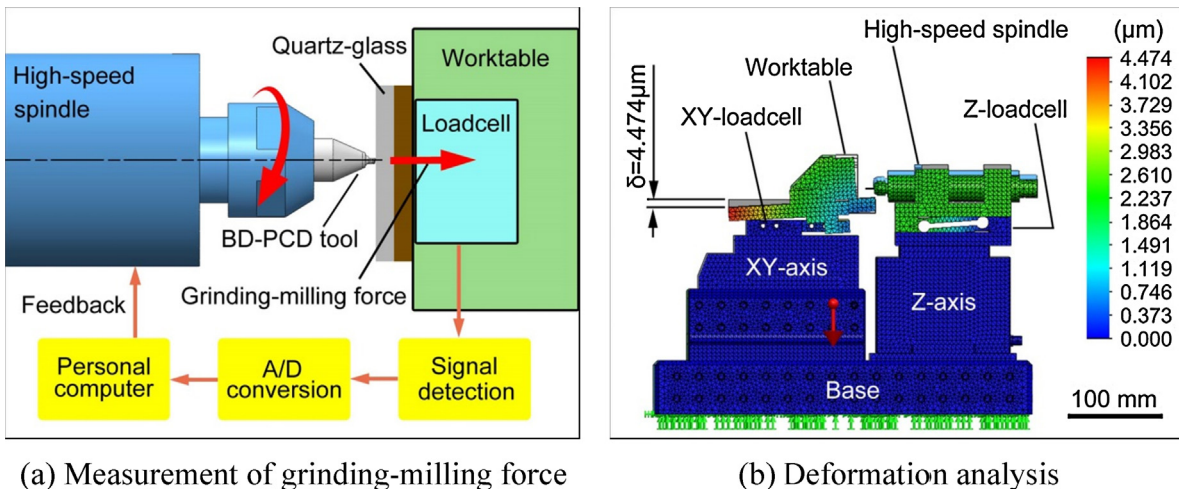 High-speed
spindle
Quartz-glass
Worktable
Loadcell
BD-PCD tool
Grinding-milling force
Feedback
Personal
computer
A/D
conversion
Signal
detection
(a) Measurement of grinding-milling force
High-speed spindle
Worktable
XY-loadcell
Z-loadcell
δ=4.474μm
XY-axis
Z-axis
Base
100 mm
(μm)
4.474
4.102
4.729
3.356
2.983
2.610
2.237
1.864
1.491
1.119
0.746
0.373
0.000
(b) Deformation analysis